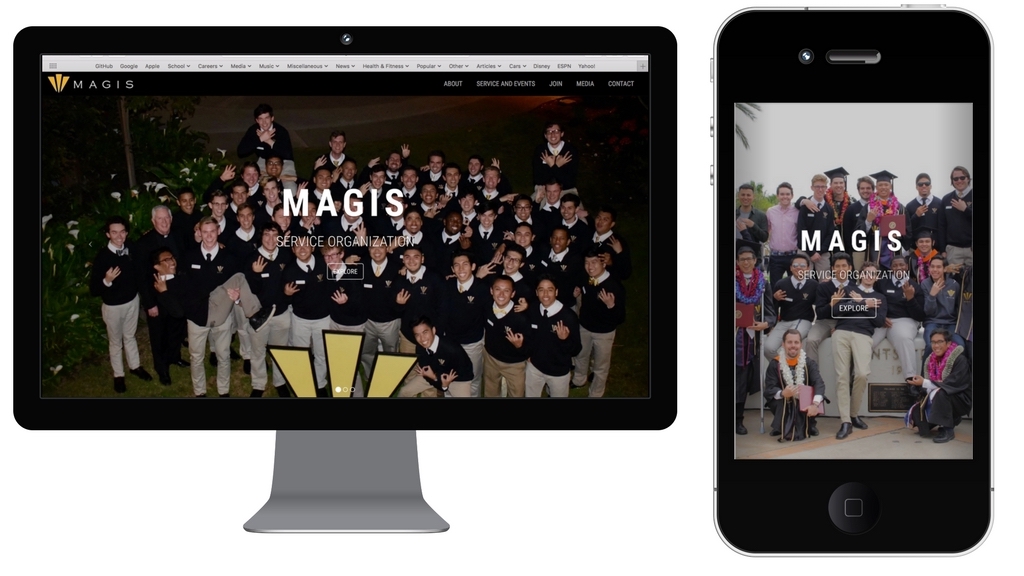 GitHub Google Apple School Careers Media Music Miscellaneous News Health & Fitness Popular Other Articles Cars Disney ESPN Yahoo!
MAGIS ABOUT SERVICE AND EVENTS JOIN MEDIA CONTACT
MAGIS
SERVICE ORGANIZATION
EXPLORE
MAGIS
SERVICE ORGANIZATION
EXPLORE